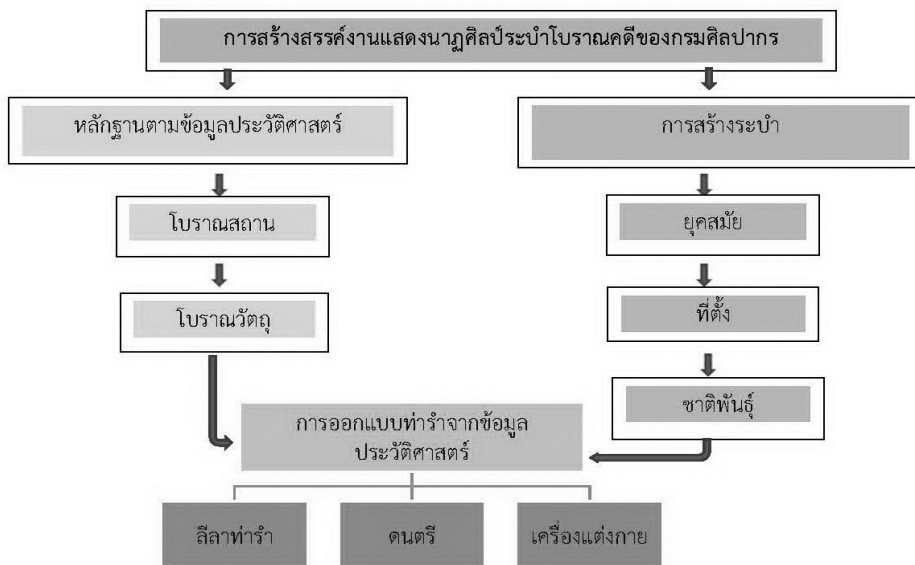 การสร้างสรรค์งานแสดงนาฏศิลป์ระบำโบราณคดีของกรมศิลปากร
หลักฐานตามข้อมูลประวัติศาสตร์
การสร้างระบำ
โบราณสถาน
ยุคสมัย
โบราณวัตถุ
ที่ตั้ง
ชาติพันธุ์
การออกแบบท่ารำจากข้อมูล
ประวัติศาสตร์
ลีลาท่ารำ
ดนตรี
เครื่องแต่งกาย